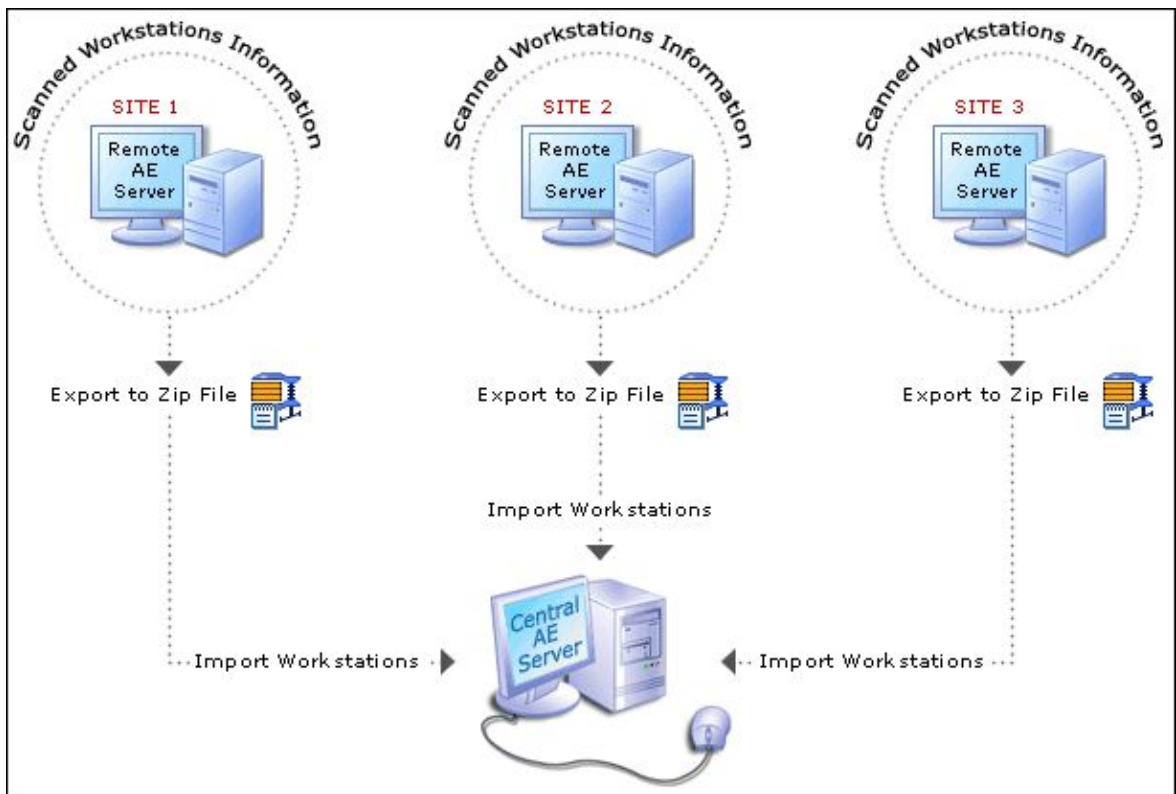 Scanned Workstations Information
Scanned Workstations Information
Scanned Workstations Information
SITE 1
SITE 2
SITE 3
Remote
AE
Server
Remote
AE
Server
Remote
AE
Server
Export to Zip File
Export to Zip File
Export to Zip File
Import Workstations
Central
AE
Server
Import Workstations
Import Workstations